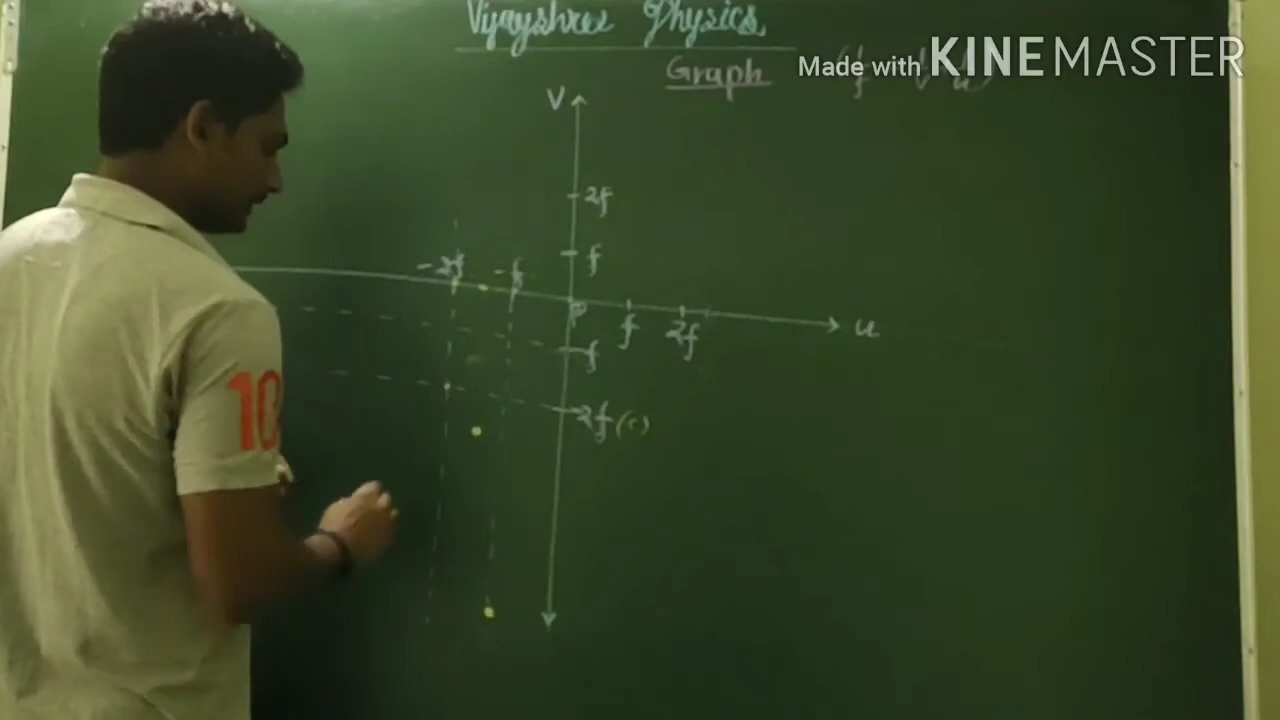 Vijayshree Physics
Made with KINEMASTER
Graph
V
2f
f
-2f -f
P
f 2f
u
f
2f
10